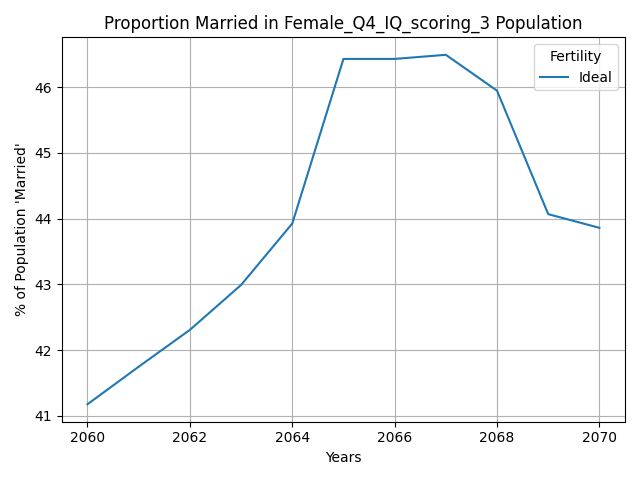 Proportion Married in Female_Q4_IQ_scoring_3 Population
Fertility
Ideal
% of Population 'Married'
46
45
44
43
42
41
2060
2062
2064
2066
2068
2070
Years